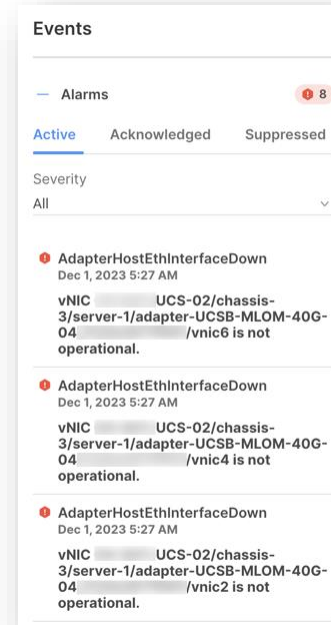 Events
Alarms
8
Active Acknowledged Suppressed
Severity
All
AdapterHostEthInterfaceDown
Dec 1, 2023 5:27 AM
vNIC UCS-02/chassis-
3/server-1/adapter-UCSB-MLOM-40G-
04 /vnic6 is not
operational.
AdapterHostEthInterfaceDown
Dec 1, 2023 5:27 AM
vNIC UCS-02/chassis-
3/server-1/adapter-UCSB-MLOM-40G-
04 /vnic4 is not
operational.
AdapterHostEthInterfaceDown
Dec 1, 2023 5:27 AM
vNIC UCS-02/chassis-
3/server-1/adapter-UCSB-MLOM-40G-
04 /vnic2 is not
operational.